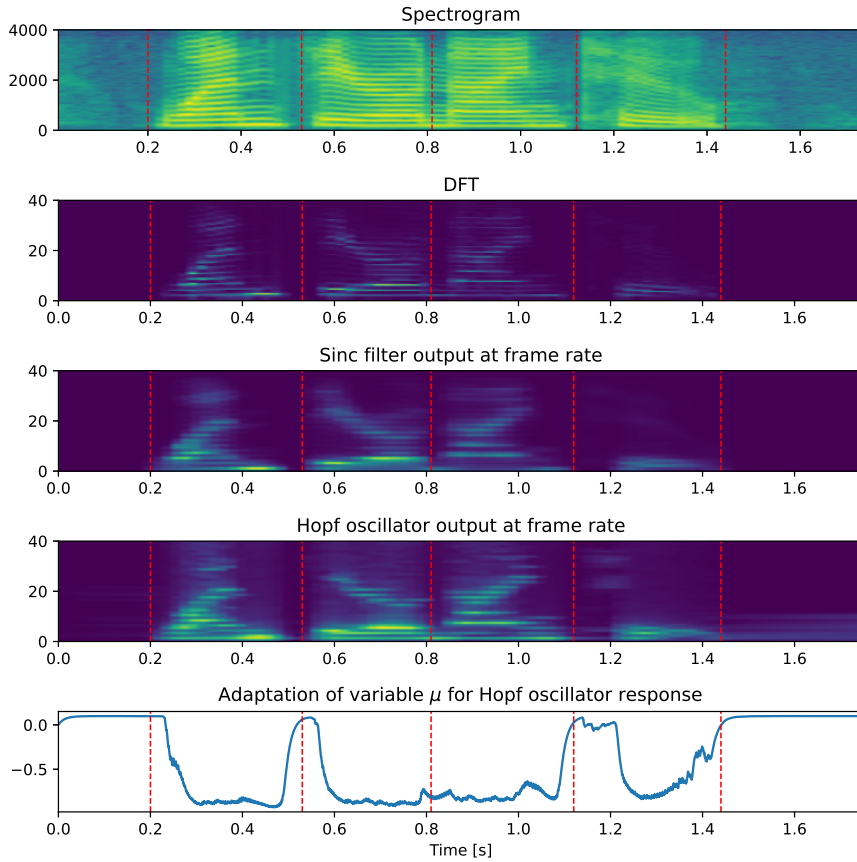 Spectrogram
4000
2000
0
0.2 0.4 0.6 0.8 1.0 1.2 1.4 1.6
DFT
40
20
0
0.0 0.2 0.4 0.6 0.8 1.0 1.2 1.4 1.6
Sinc filter output at frame rate
40
20
0
0.0 0.2 0.4 0.6 0.8 1.0 1.2 1.4 1.6
Hopf oscillator output at frame rate
40
20
0
0.0 0.2 0.4 0.6 0.8 1.0 1.2 1.4 1.6
Adaptation of variable μ for Hopf oscillator response
0.0
−0.5
0.0 0.2 0.4 0.6 0.8 1.0 1.2 1.4 1.6
Time [s]